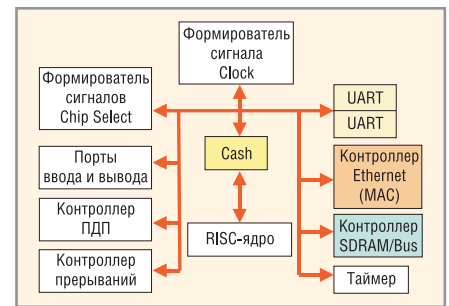 Формирователь
сигнала
Clock
Формирователь
сигналов
Chip Select
UART
UART
Cash
Порты
ввода и вывода
Контроллер
Ethernet
(MAC)
Контроллер
ПДП
RISC-ядро
Контроллер
SDRAM/Bus
Контроллер
прерываний
Таймер